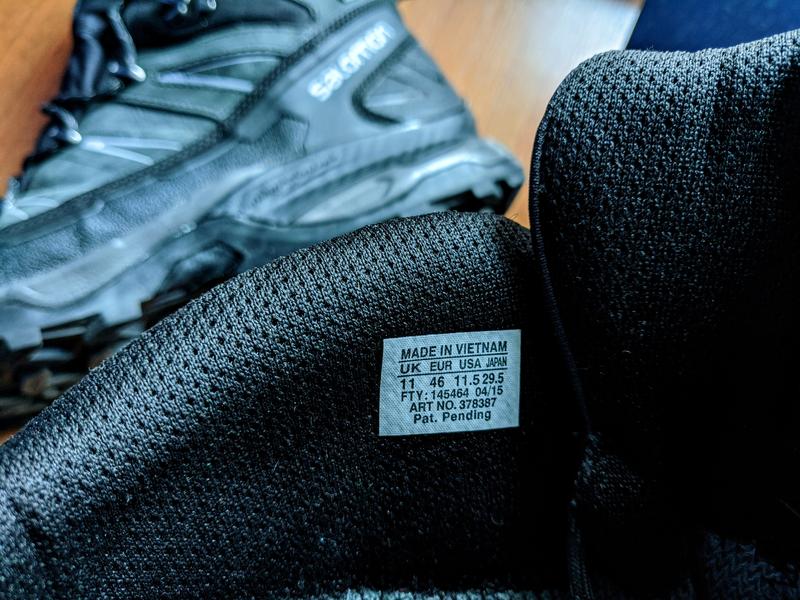 salomon
MADE IN VIETNAM
UK EUR USA JAPAN
11 46 11.5 29.5
FTY: 145464 04/15
ART NO. 378387
Pat. Pending